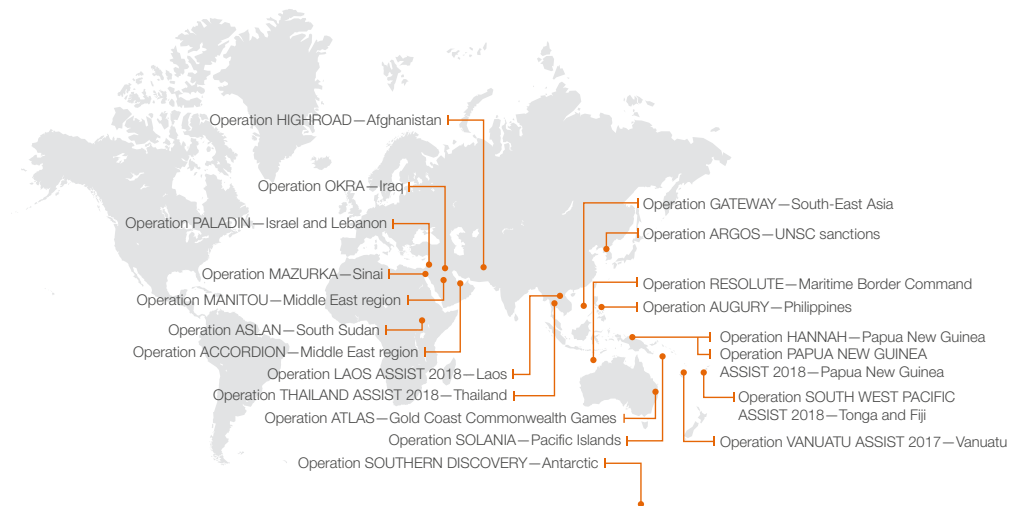 Operation HIGHROAD—Afghanistan
Operation OKRA—Iraq
Operation PALADIN—Israel and Lebanon
Operation MAZURKA—Sinai
Operation MANITOU—Middle East region
Operation ASLAN—South Sudan
Operation ACCORDION—Middle East region
Operation LAOS ASSIST 2018—Laos
Operation THAILAND ASSIST 2018—Thailand
Operation ATLAS—Gold Coast Commonwealth Games
Operation SOLANIA—Pacific Islands
Operation SOUTHERN DISCOVERY—Antarctic
Operation GATEWAY—South-East Asia
Operation ARGOS—UNSC sanctions
Operation RESOLUTE—Maritime Border Command
Operation AUGURY—Philippines
Operation HANNAH—Papua New Guinea
Operation PAPUA NEW GUINEA
ASSIST 2018—Papua New Guinea
Operation SOUTH WEST PACIFIC
ASSIST 2018—Tonga and Fiji
Operation VANUATU ASSIST 2017—Vanuatu